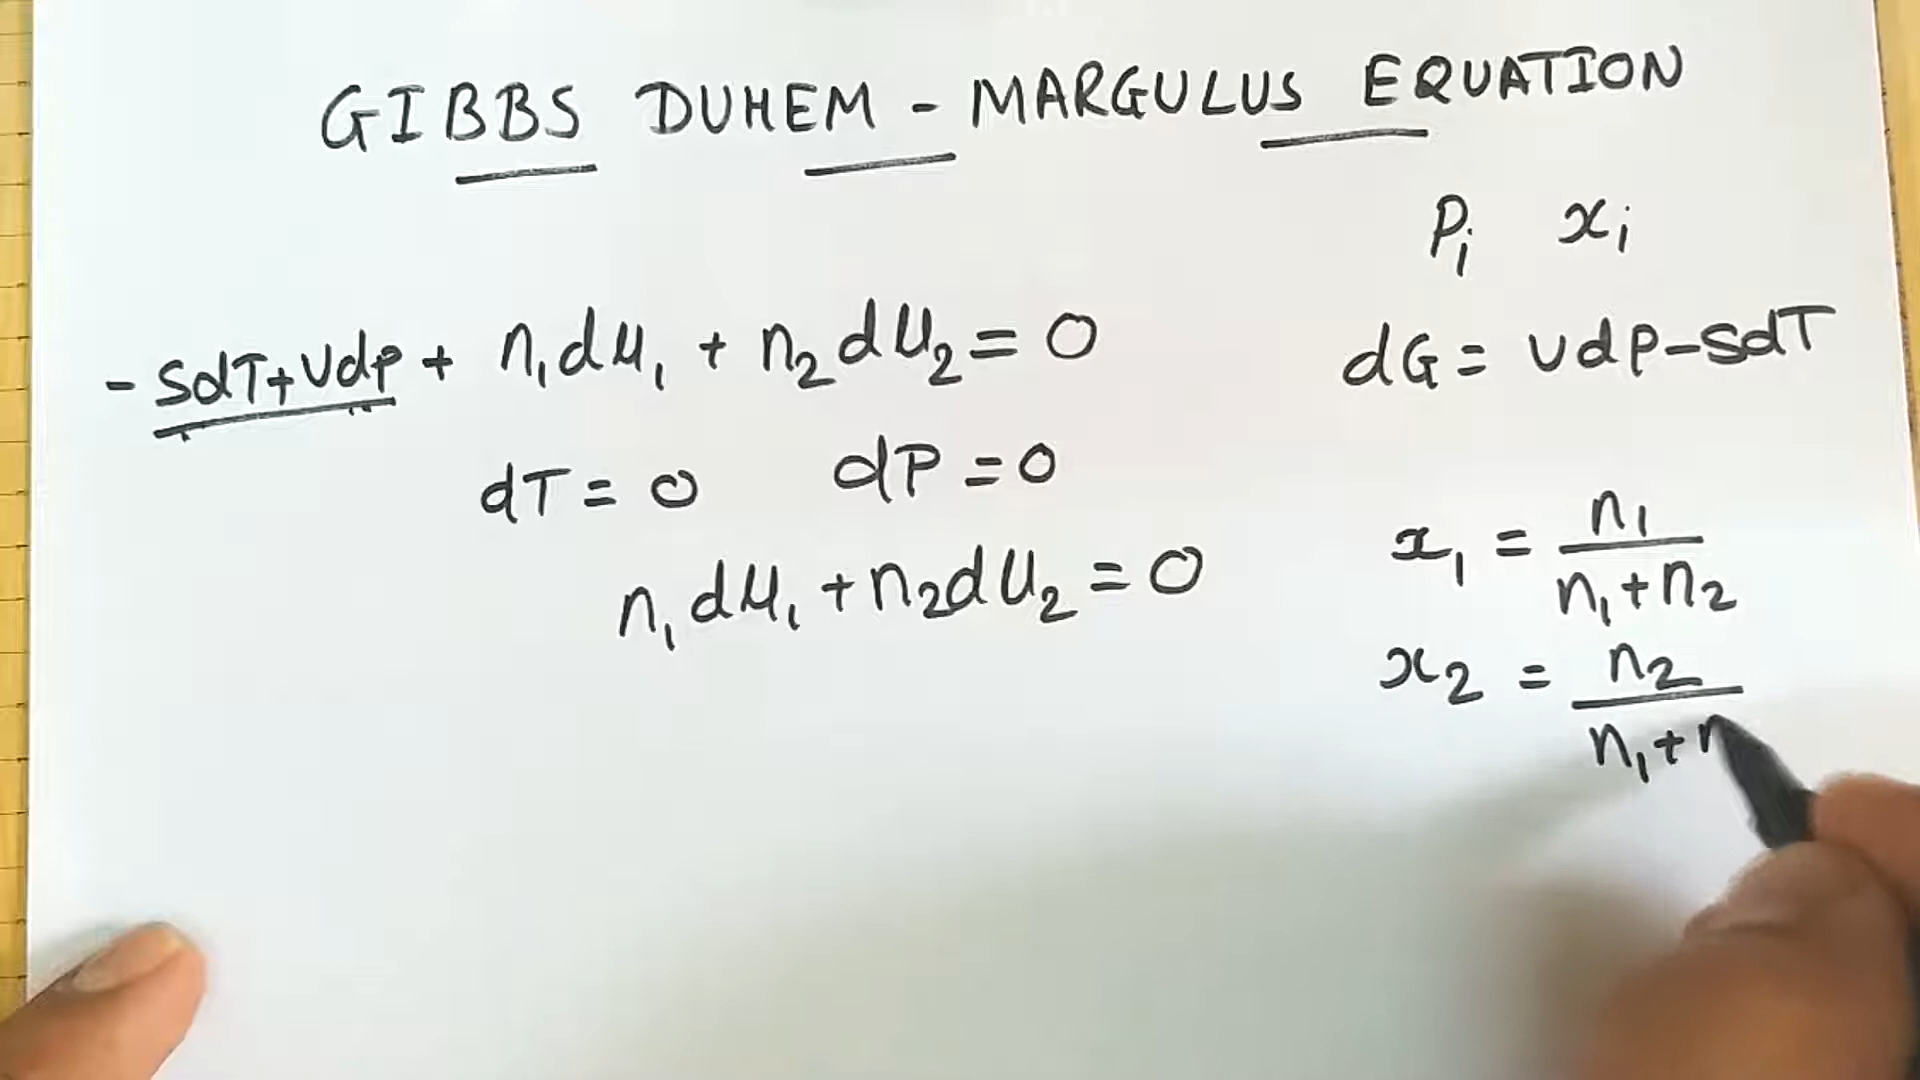 GIBBS DUHEM - MARGULUS EQUATION
Pi xi
- SdT+Vdp + n₁dμ₁ + n₂dμ₂ = 0
dG = Vdp-SdT
dT = 0 dP = 0
x₁ = n₁/(n₁+n₂)
n₁dμ₁ + n₂dμ₂ = 0
x₂ = n₂/(n₁+n